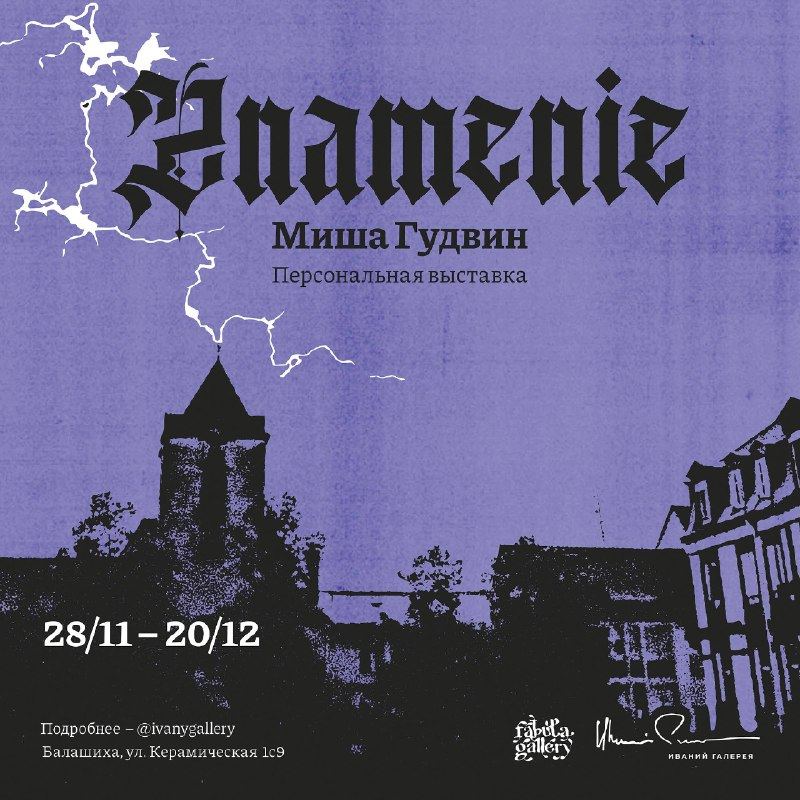 Znamenie
Миша Гудвин
Персональная выставка
28/11 – 20/12
Подробнее – @ivanygallery
Балашиха, ул. Керамическая 1с9
fabula gallery
ИВАНИЙ ГАЛЕРЕЯ